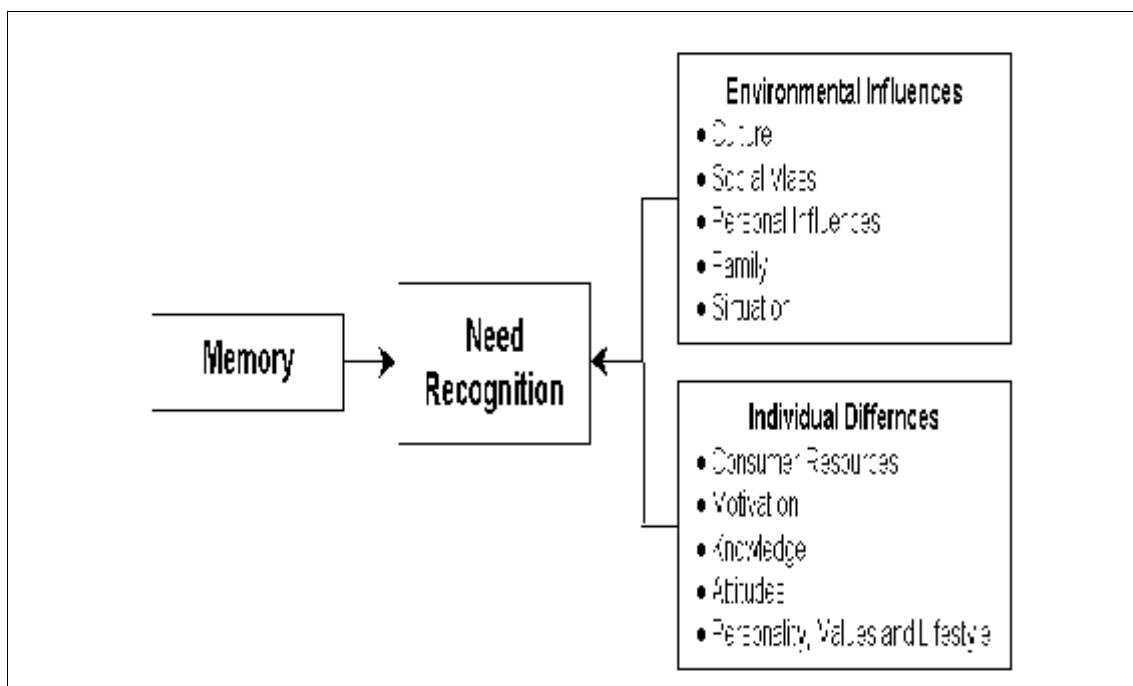 Memory
Need
Recognition
Environmental Influences
• Culture
• Social Mlass
• Personal Influences
• Family
• Situation
Individual Differnces
• Consumer Resources
• Motivation
• Knowledge
• Attitudes
• Personality, Values and Lifestyle